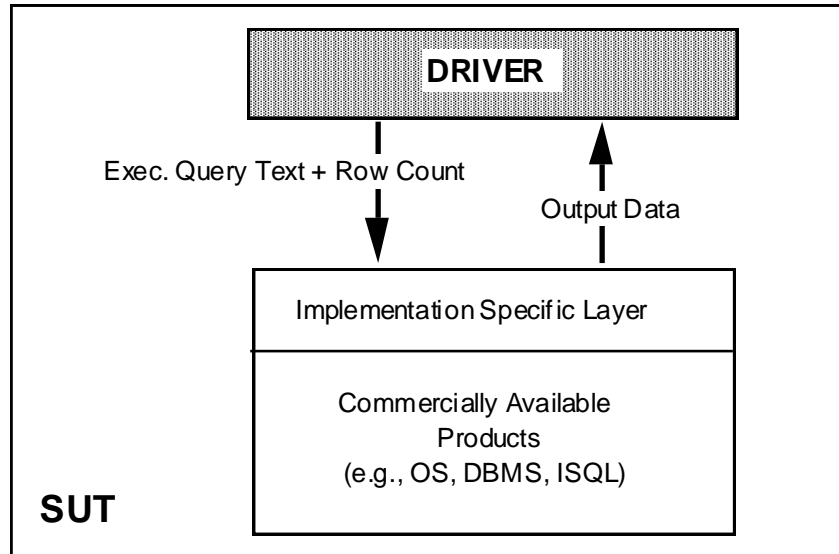 DRIVER
Exec. Query Text + Row Count
Output Data
Implementation Specific Layer
Commercially Available
Products
(e.g., OS, DBMS, ISQL)
SUT